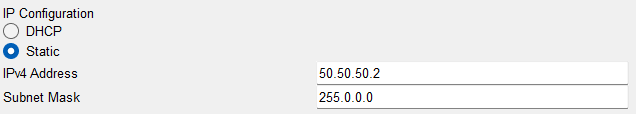 IP Configuration
DHCP
Static
IPv4 Address 50.50.50.2
Subnet Mask 255.0.0.0